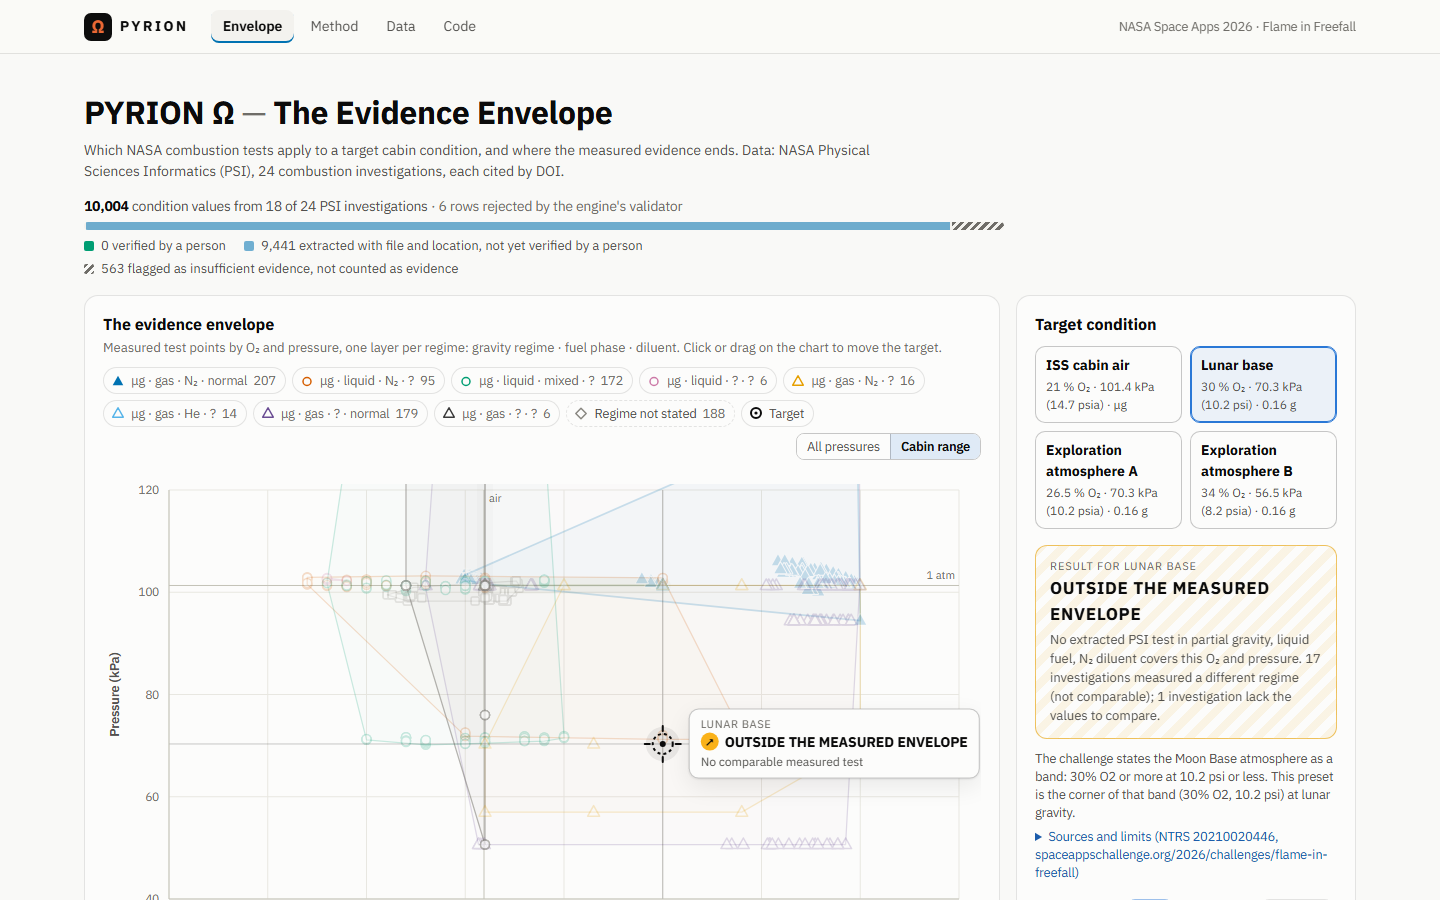 Ω PYRION Envelope Method Data Code NASA Space Apps 2026 · Flame in Freefall
PYRION Ω — The Evidence Envelope
Which NASA combustion tests apply to a target cabin condition, and where the measured evidence ends. Data: NASA Physical
Sciences Informatics (PSI), 24 combustion investigations, each cited by DOI.
10,004 condition values from 18 of 24 PSI investigations · 6 rows rejected by the engine's validator
0 verified by a person 9,441 extracted with file and location, not yet verified by a person
563 flagged as insufficient evidence, not counted as evidence
The evidence envelope
Measured test points by O₂ and pressure, one layer per regime: gravity regime · fuel phase · diluent. Click or drag on the chart to move the target.
µg · gas · N₂ · normal 207
µg · liquid · N₂ · ? 95
µg · liquid · mixed · ? 172
µg · liquid · ? · ? 6
µg · gas · N₂ · ? 16
µg · gas · He · ? 14
µg · gas · ? · normal 179
µg · gas · ? · ? 6
Regime not stated 188
Target
All pressures Cabin range
120
air
1 atm
100
80
Pressure (kPa)
LUNAR BASE
↗ OUTSIDE THE MEASURED ENVELOPE
No comparable measured test
60
40
Target condition
ISS cabin air
21 % O₂ · 101.4 kPa
(14.7 psia) · µg
Lunar base
30 % O₂ · 70.3 kPa
(10.2 psi) · 0.16 g
Exploration
atmosphere A
26.5 % O₂ · 70.3 kPa
(10.2 psia) · 0.16 g
Exploration
atmosphere B
34 % O₂ · 56.5 kPa
(8.2 psia) · 0.16 g
RESULT FOR LUNAR BASE
OUTSIDE THE MEASURED
ENVELOPE
No extracted PSI test in partial gravity, liquid
fuel, N₂ diluent covers this O₂ and pressure. 17
investigations measured a different regime
(not comparable); 1 investigation lack the
values to compare.
The challenge states the Moon Base atmosphere as a
band: 30% O2 or more at 10.2 psi or less. This preset
is the corner of that band (30% O2, 10.2 psi) at lunar
gravity.
▶ Sources and limits (NTRS 20210020446,
spaceappschallenge.org/2026/challenges/flame-in-
freefall)